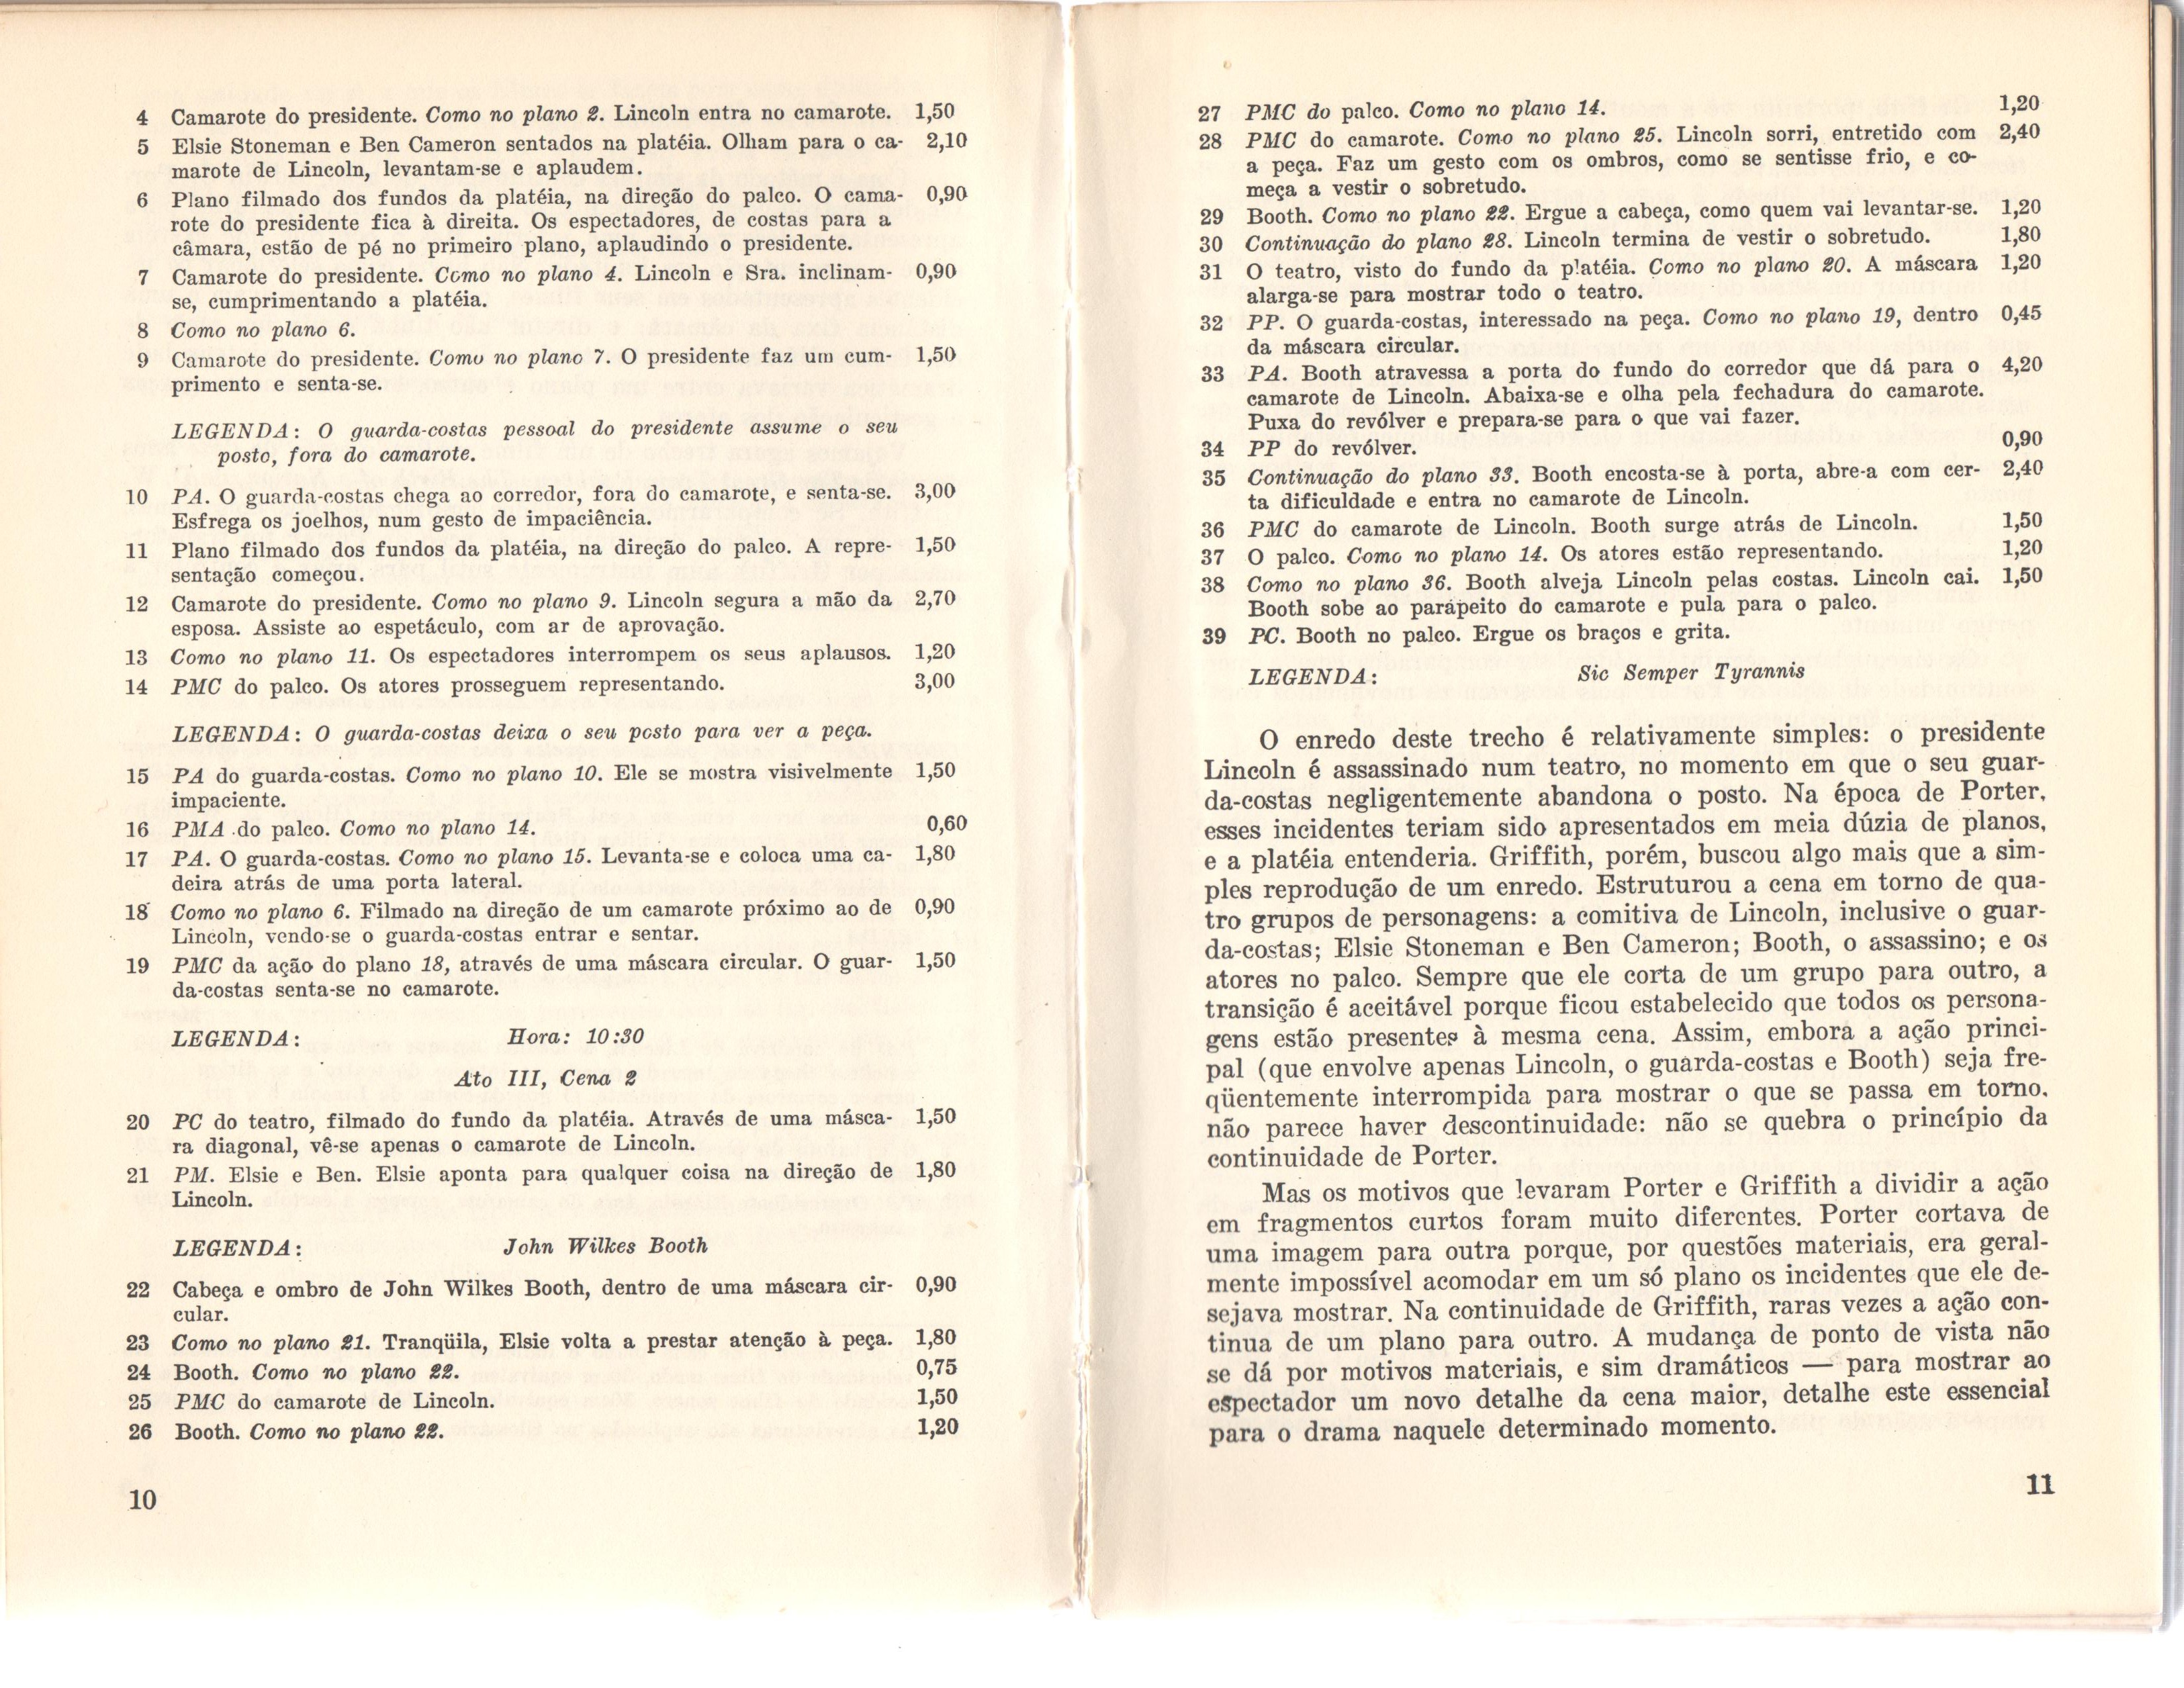 4 Camarote do presidente. Como no plano 2. Lincoln entra no camarote. 1,50
5 Elsie Stoneman e Ben Cameron sentados na platéia. Olham para o ca- 2,10
marote de Lincoln, levantam-se e aplaudem.
6 Plano filmado dos fundos da platéia, na direção do palco. O cama- 0,90
rote do presidente fica à direita. Os espectadores, de costas para a
câmara, estão de pé no primeiro plano, aplaudindo o presidente.
7 Camarote do presidente. Como no plano 4. Lincoln e Sra. inclinam- 0,90
se, cumprimentando a platéia.
8 Como no plano 6.
9 Camarote do presidente. Como no plano 7. O presidente faz um cum- 1,50
primento e senta-se.
LEGENDA: O guarda-costas pessoal do presidente assume o seu
posto, fora do camarote.
10 PA. O guarda-costas chega ao corredor, fora do camarote, e senta-se. 3,00
Esfrega os joelhos, num gesto de impaciência.
11 Plano filmado dos fundos da platéia, na direção do palco. A repre- 1,50
sentação começou.
12 Camarote do presidente. Como no plano 9. Lincoln segura a mão da 2,70
esposa. Assiste ao espetáculo, com ar de aprovação.
13 Como no plano 11. Os espectadores interrompem os seus aplausos. 1,20
14 PMC do palco. Os atores prosseguem representando. 3,00
LEGENDA: O guarda-costas deixa o seu posto para ver a peça.
15 PA do guarda-costas. Como no plano 10. Ele se mostra visivelmente 1,50
impaciente.
16 PMA do palco. Como no plano 14. 0,60
17 PA. O guarda-costas. Como no plano 15. Levanta-se e coloca uma ca- 1,80
deira atrás de uma porta lateral.
18 Como no plano 6. Filmado na direção de um camarote próximo ao de 0,90
Lincoln, vendo-se o guarda-costas entrar e sentar.
19 PMC da ação do plano 18, através de uma máscara circular. O guar- 1,50
da-costas senta-se no camarote.
LEGENDA: Hora: 10:30
Ato III, Cena 2
20 PC do teatro, filmado do fundo da platéia. Através de uma másca- 1,50
ra diagonal, vê-se apenas o camarote de Lincoln.
21 PM. Elsie e Ben. Elsie aponta para qualquer coisa na direção de 1,80
Lincoln.
LEGENDA: John Wilkes Booth
22 Cabeça e ombro de John Wilkes Booth, dentro de uma máscara cir- 0,90
cular.
23 Como no plano 21. Tranqüila, Elsie volta a prestar atenção à peça. 1,80
24 Booth. Como no plano 22. 0,75
25 PMC do camarote de Lincoln. 1,50
26 Booth. Como no plano 22. 1,20
10
27 PMC do palco. Como no plano 14. 1,20
28 PMC do camarote. Como no plano 25. Lincoln sorri, entretido com 2,40
a peça. Faz um gesto com os ombros, como se sentisse frio, e co-
meça a vestir o sobretudo.
29 Booth. Como no plano 22. Ergue a cabeça, como quem vai levantar-se. 1,20
30 Continuação do plano 28. Lincoln termina de vestir o sobretudo. 1,80
31 O teatro, visto do fundo da platéia. Como no plano 20. A máscara 1,20
alarga-se para mostrar todo o teatro.
32 PP. O guarda-costas, interessado na peça. Como no plano 19, dentro 0,45
da máscara circular.
33 PA. Booth atravessa a porta do fundo do corredor que dá para o 4,20
camarote de Lincoln. Abaixa-se e olha pela fechadura do camarote.
Puxa do revólver e prepara-se para o que vai fazer.
34 PP do revólver. 0,90
35 Continuação do plano 33. Booth encosta-se à porta, abre-a com cer- 2,40
ta dificuldade e entra no camarote de Lincoln.
36 PMC do camarote de Lincoln. Booth surge atrás de Lincoln. 1,50
37 O palco. Como no plano 14. Os atores estão representando. 1,20
38 Como no plano 36. Booth alveja Lincoln pelas costas. Lincoln cai. 1,50
Booth sobe ao parapeito do camarote e pula para o palco.
39 PC. Booth no palco. Ergue os braços e grita.
LEGENDA: Sic Semper Tyrannis
O enredo deste trecho é relativamente simples: o presidente
Lincoln é assassinado num teatro, no momento em que o seu guar-
da-costas negligentemente abandona o posto. Na época de Porter,
esses incidentes teriam sido apresentados em meia dúzia de planos,
e a platéia entenderia. Griffith, porém, buscou algo mais que a sim-
ples reprodução de um enredo. Estruturou a cena em torno de qua-
tro grupos de personagens: a comitiva de Lincoln, inclusive o guar-
da-costas; Elsie Stoneman e Ben Cameron; Booth, o assassino; e os
atores no palco. Sempre que ele corta de um grupo para outro, a
transição é aceitável porque ficou estabelecido que todos os persona-
gens estão presentes à mesma cena. Assim, embora a ação princi-
pal (que envolve apenas Lincoln, o guarda-costas e Booth) seja fre-
qüentemente interrompida para mostrar o que se passa em torno,
não parece haver descontinuidade: não se quebra o princípio da
continuidade de Porter.
Mas os motivos que levaram Porter e Griffith a dividir a ação
em fragmentos curtos foram muito diferentes. Porter cortava de
uma imagem para outra porque, por questões materiais, era geral-
mente impossível acomodar em um só plano os incidentes que ele de-
sejava mostrar. Na continuidade de Griffith, raras vezes a ação con-
tinua de um plano para outro. A mudança de ponto de vista não
se dá por motivos materiais, e sim dramáticos — para mostrar ao
espectador um novo detalhe da cena maior, detalhe este essencial
para o drama naquele determinado momento.
11